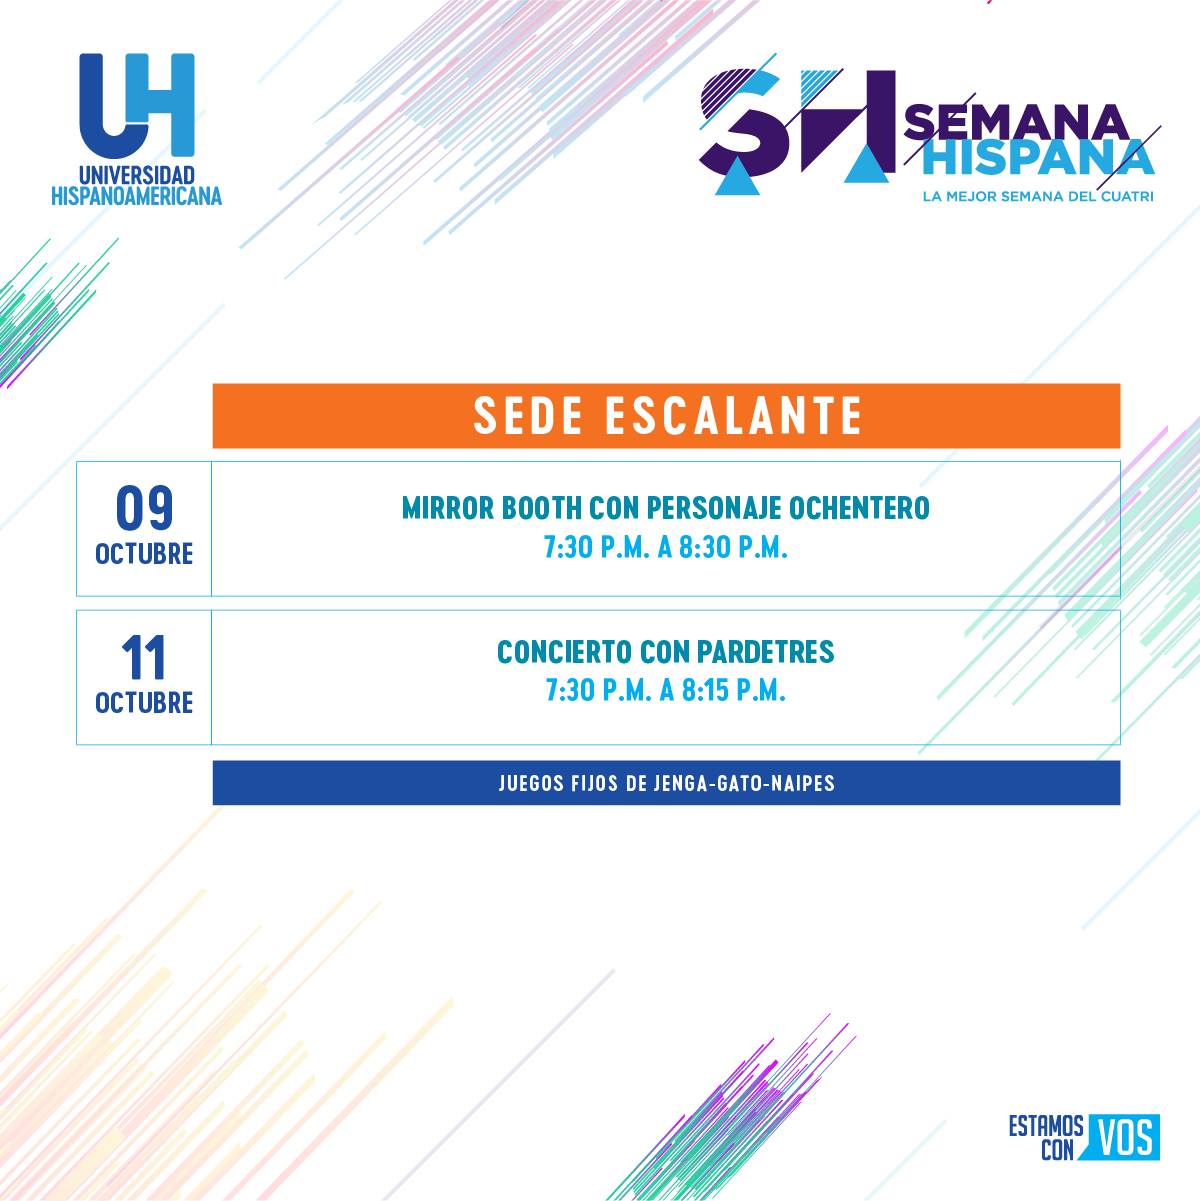 UH
UNIVERSIDAD
HISPANOAMERICANA
SH
SEMANA
HISPANA
LA MEJOR SEMANA DEL CUATRI
SEDE ESCALANTE
09
OCTUBRE
MIRROR BOOTH CON PERSONAJE OCHENTERO
7:30 P.M. A 8:30 P.M.
11
OCTUBRE
CONCIERTO CON PARDETRES
7:30 P.M. A 8:15 P.M.
JUEGOS FIJOS DE JENGA-GATO-NAIPES
ESTAMOS
CON VOS